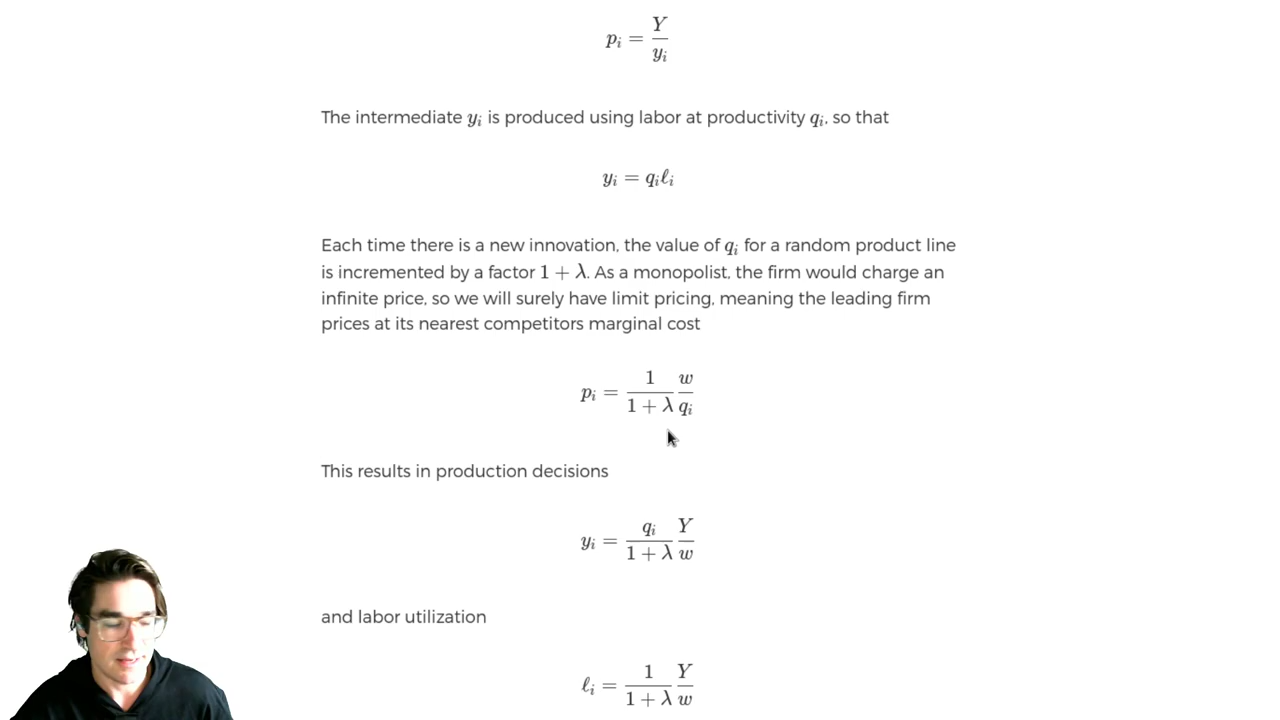 p_i = Y / y_i
The intermediate y_i is produced using labor at productivity q_i, so that
y_i = q_i ℓ_i
Each time there is a new innovation, the value of q_i for a random product line
is incremented by a factor 1 + λ. As a monopolist, the firm would charge an
infinite price, so we will surely have limit pricing, meaning the leading firm
prices at its nearest competitors marginal cost
p_i = 1 / (1 + λ) w / q_i
This results in production decisions
y_i = q_i / (1 + λ) Y / w
and labor utilization
ℓ_i = 1 / (1 + λ) Y / w